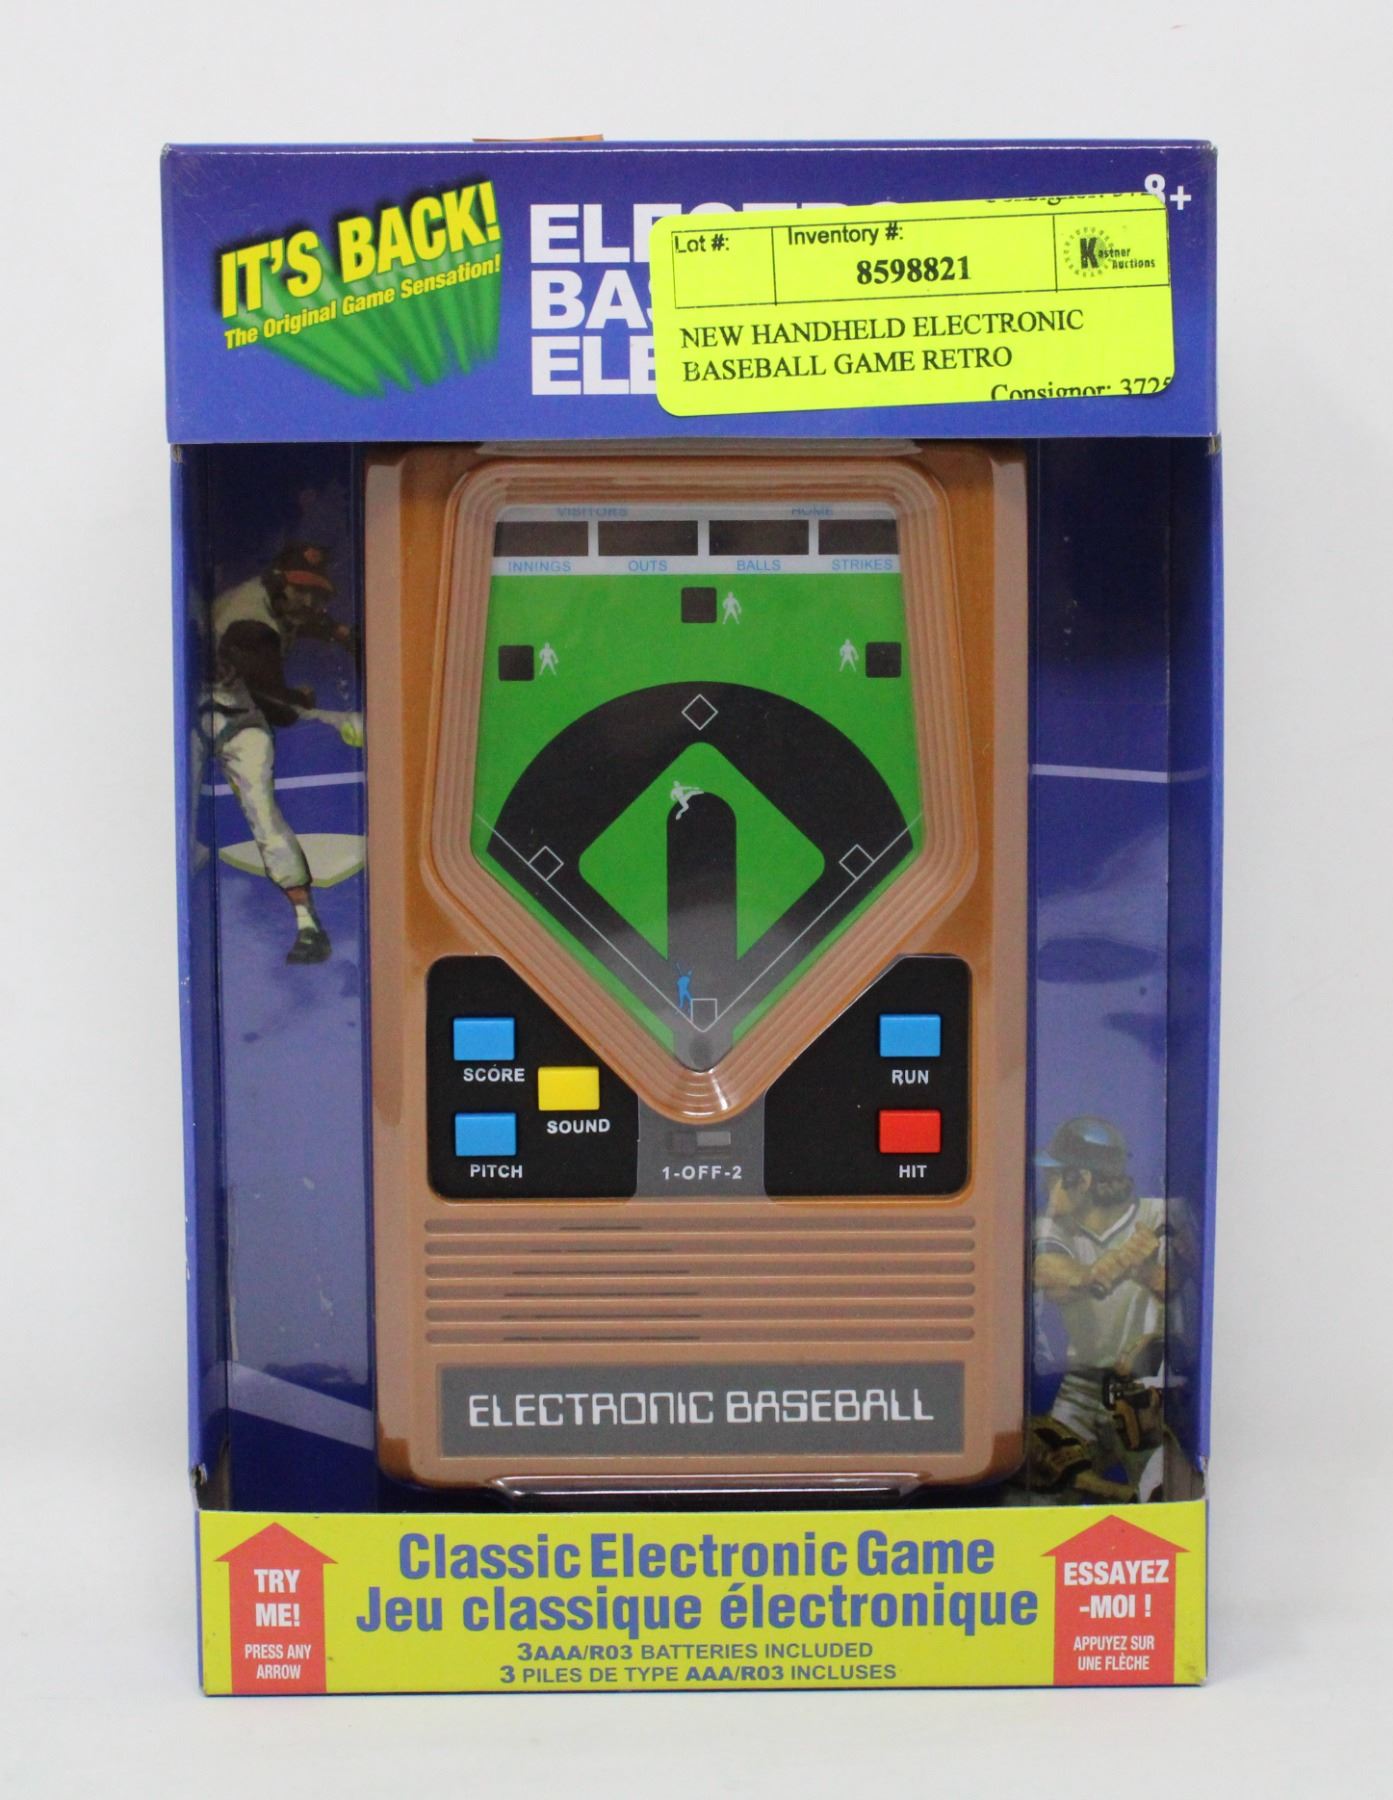 IT'S BACK!
The Original Game Sensation!
8+
Lot #:
Inventory #:
8598821
Kastner
Auctions
NEW HANDHELD ELECTRONIC
BASEBALL GAME RETRO
Consignor: 3725
VISITORS HOME
INNINGS OUTS BALLS STRIKES
SCORE
SOUND
PITCH
1-OFF-2
RUN
HIT
ELECTRONIC BASEBALL
TRY
ME!
PRESS ANY
ARROW
Classic Electronic Game
Jeu classique électronique
3AAA/R03 BATTERIES INCLUDED
3 PILES DE TYPE AAA/R03 INCLUSES
ESSAYEZ
-MOI !
APPUYEZ SUR
UNE FLÈCHE